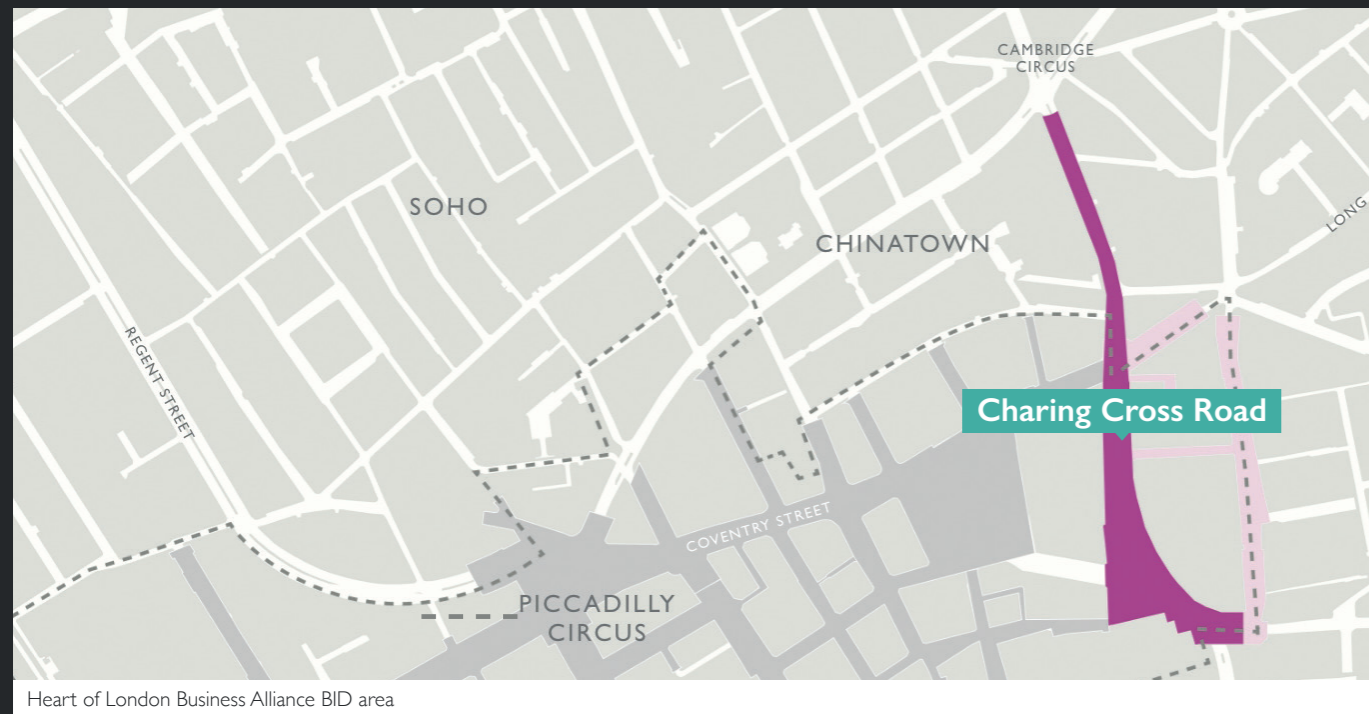 CAMBRIDGE
CIRCUS
SOHO
CHINATOWN
LONG
REGENT STREET
Charing Cross Road
COVENTRY STREET
PICCADILLY
CIRCUS
Heart of London Business Alliance BID area